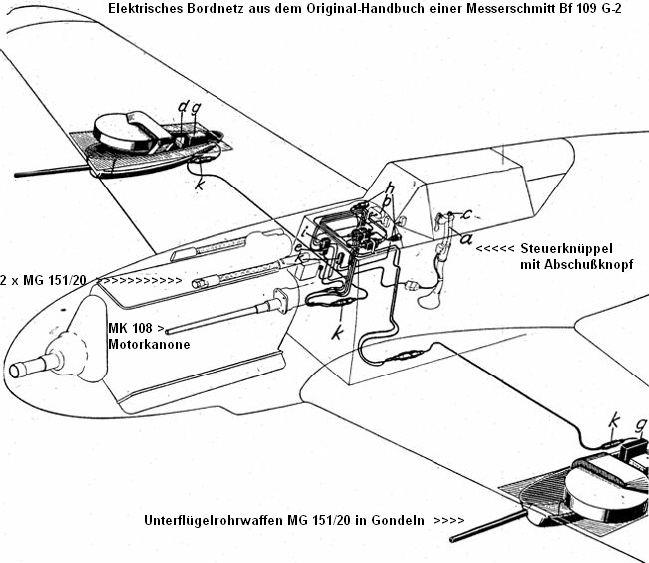 Elektrisches Bordnetz aus dem Original-Handbuch einer Messerschmitt Bf 109 G-2
d g
k
h
b
c
i
a
e
<<<<< Steuerknüppel
mit Abschußknopf
2 x MG 151/20 >>>>>>>>>>>
MK 108 >
Motorkanone
k
k g
Unterflügelrohrwaffen MG 151/20 in Gondeln >>>>